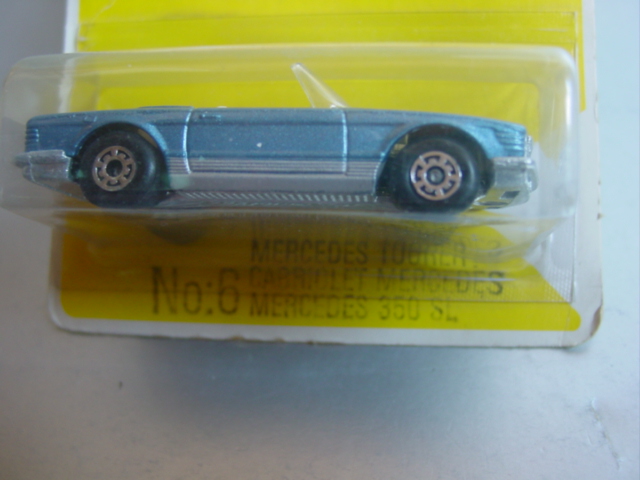 MERCEDES TOURER
No:6 CABRIOLET MERCEDES
MERCEDES 350 SL